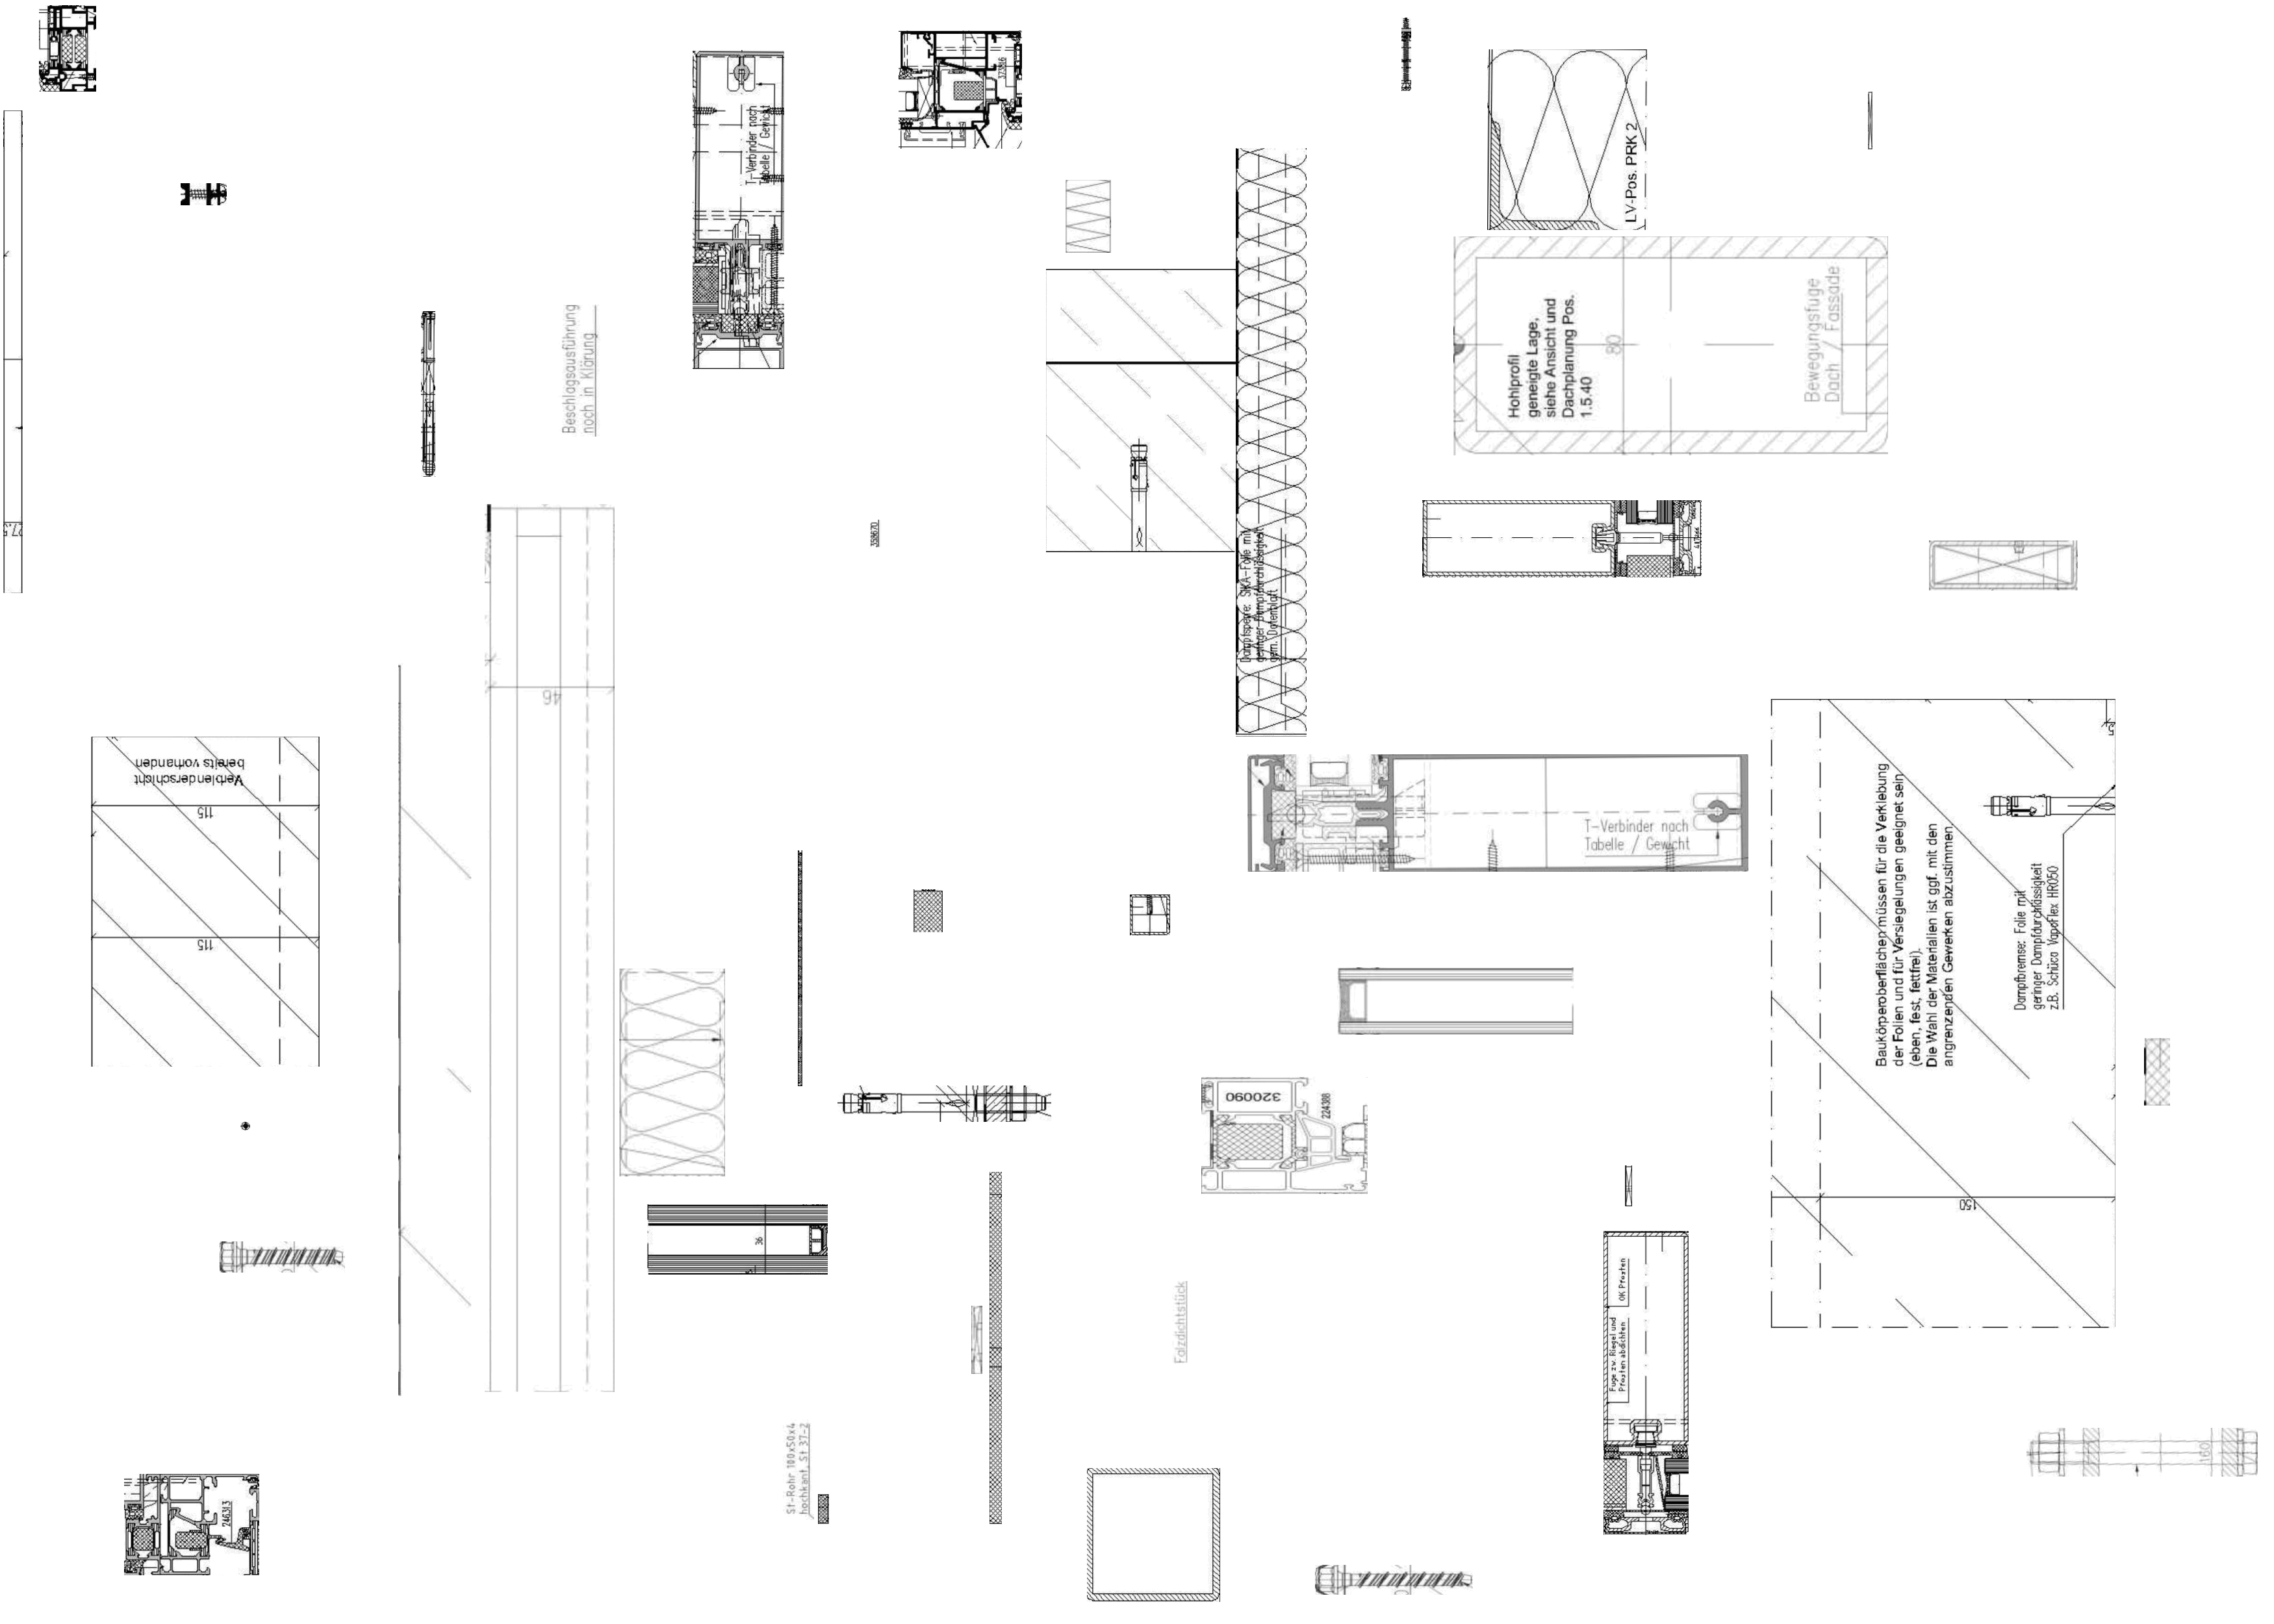 37386
T-Verbinder nach
Tabelle / Gewicht
LV-Pos. PRK 2
Hohlprofil
geneigte Lage,
siehe Ansicht und
Dachplanung Pos.
1.5.40
80
Bewegungsfuge
Dach / Fassade
Beschlagsausführung
noch in Klärung
358670
Dampfsperre: SIKA-Folie mit
geringer Dampfdurchlässigkeit
gem. Datenblatt
46
Verblenderschicht
bereits vorhanden
115
115
T-Verbinder nach
Tabelle / Gewicht
Baukörperoberflächen müssen für die Verklebung
der Folien und für Versiegelungen geeignet sein
(eben, fest, fettfrei).
Die Wahl der Materialien ist ggf. mit den
angrenzenden Gewerken abzustimmen
Dampfbremse: Folie mit
geringer Dampfdurchlässigkeit
z.B. Schüco VapoFlex HR050
150
320090
224388
36
Falzdichtstück
Fuge zw. Riegel und
Pfosten abdichten
OK Pfosten
St-Rohr 100x50x4
hochkant, St 37-2
246313
160